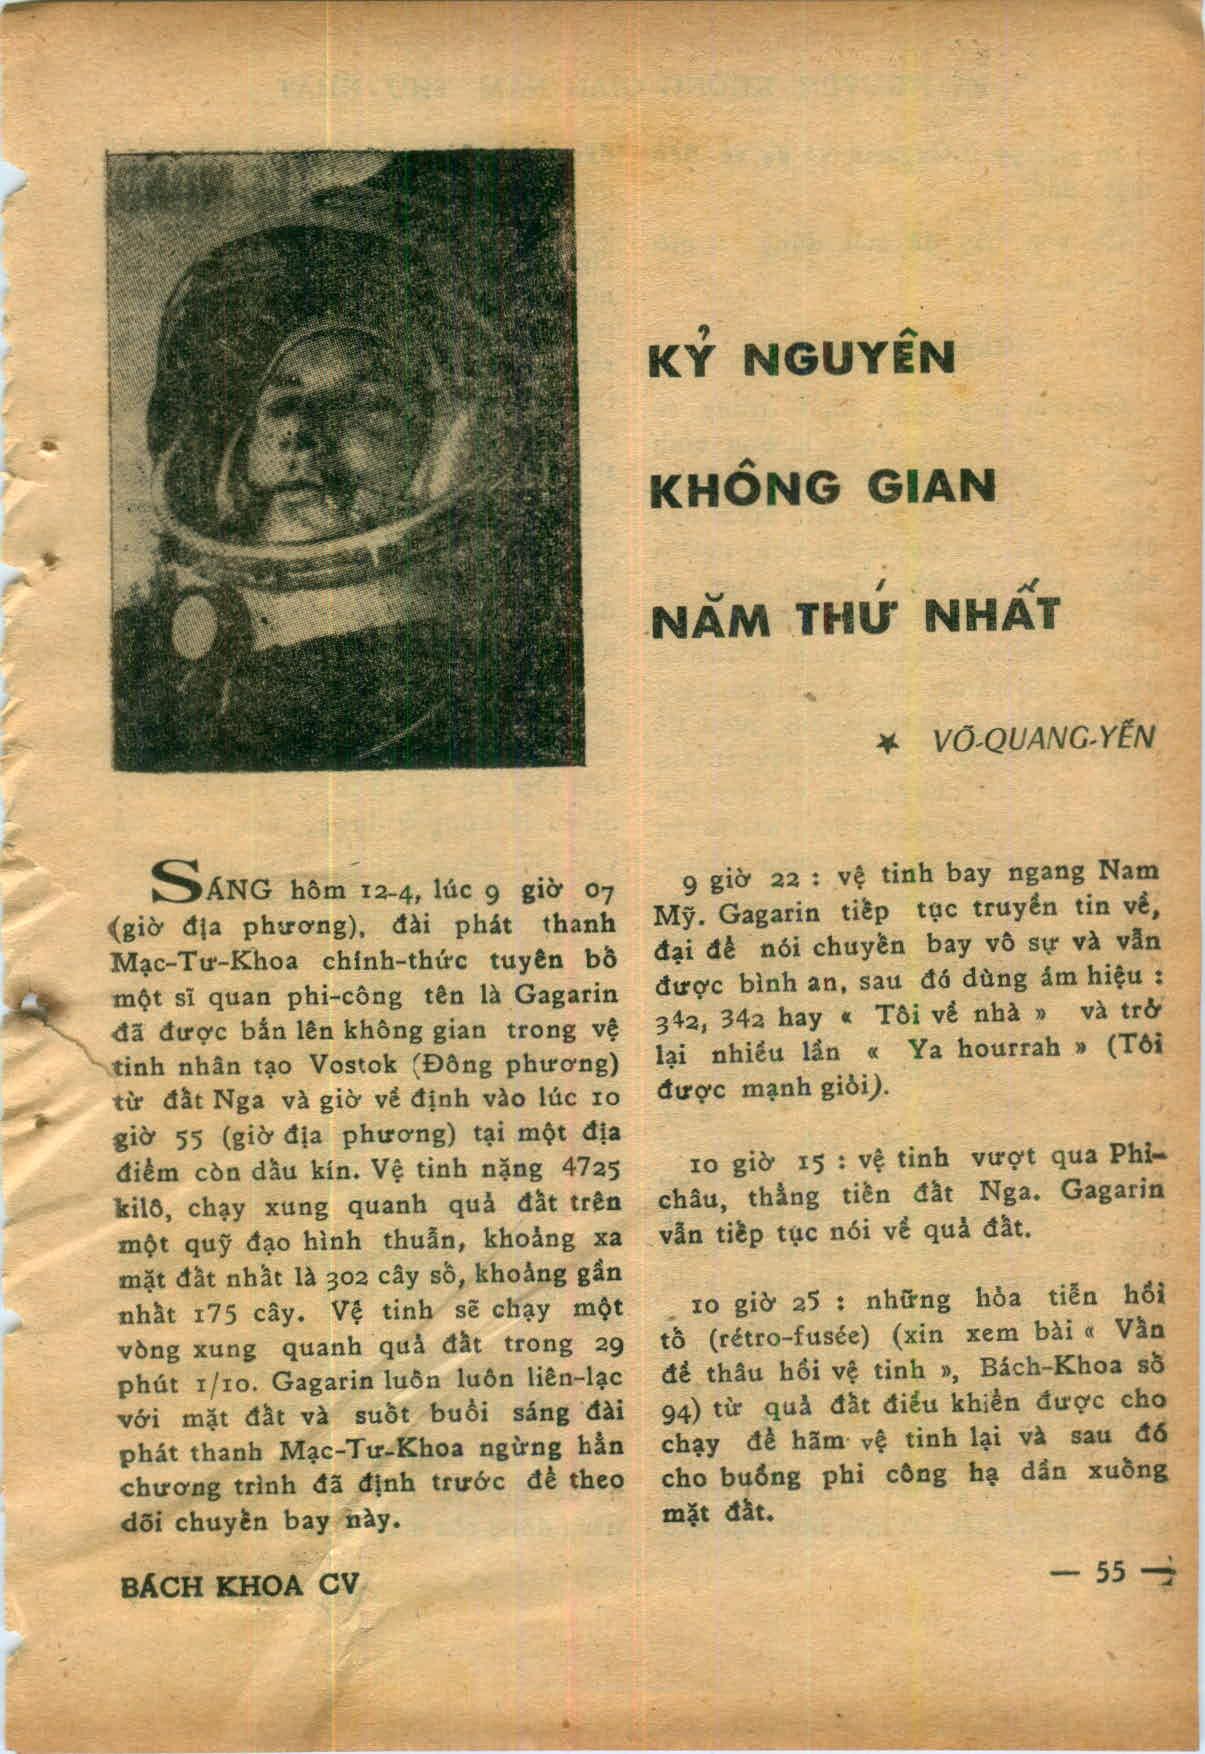 KỶ NGUYÊN
KHÔNG GIAN
NĂM THỨ NHẤT
★ VÕ-QUANG-YẾN
SÁNG hôm 12-4, lúc 9 giờ 07
(giờ địa phương), đài phát thanh
Mạc-Tư-Khoa chính-thức tuyên bố
một sĩ quan phi-công tên là Gagarin
đã được bắn lên không gian trong vệ
tinh nhân tạo Vostok (Đông phương)
từ đất Nga và giờ về định vào lúc 10
giờ 55 (giờ địa phương) tại một địa
điểm còn dấu kín. Vệ tinh nặng 4725
kilô, chạy xung quanh quả đất trên
một quỹ đạo hình thuẫn, khoảng xa
mặt đất nhất là 302 cây số, khoảng gần
nhất 175 cây. Vệ tinh sẽ chạy một
vòng xung quanh quả đất trong 29
phút 1/10. Gagarin luôn luôn liên-lạc
với mặt đất và suốt buổi sáng đài
phát thanh Mạc-Tư-Khoa ngừng hẳn
chương trình đã định trước để theo
dõi chuyến bay này.
9 giờ 22 : vệ tinh bay ngang Nam
Mỹ. Gagarin tiếp tục truyền tin về,
đại để nói chuyến bay vô sự và vẫn
được bình an, sau đó dùng ám hiệu :
342, 342 hay « Tôi về nhà » và trở
lại nhiều lần « Ya hourrah » (Tôi
được mạnh giỏi).
10 giờ 15 : vệ tinh vượt qua Phi-
châu, thẳng tiến đất Nga. Gagarin
vẫn tiếp tục nói về quả đất.
10 giờ 25 : những hỏa tiễn hồi
tố (rétro-fusée) (xin xem bài « Vấn
đề thâu hồi vệ tinh », Bách-Khoa số
94) từ quả đất điều khiển được cho
chạy để hãm vệ tinh lại và sau đó
cho buồng phi công hạ dần xuống
mặt đất.
BÁCH KHOA CV
— 55 —